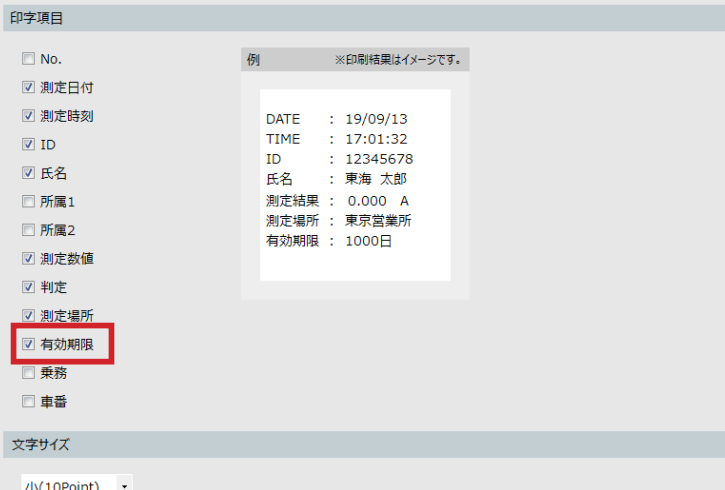 印字項目
No.
測定日付
測定時刻
ID
氏名
所属1
所属2
測定数値
判定
測定場所
有効期限
乗務
車番
例 ※印刷結果はイメージです。
DATE : 19/09/13
TIME : 17:01:32
ID : 12345678
氏名 : 東海 太郎
測定結果 : 0.000 A
測定場所 : 東京営業所
有効期限 : 1000日
文字サイズ
小(10Point)